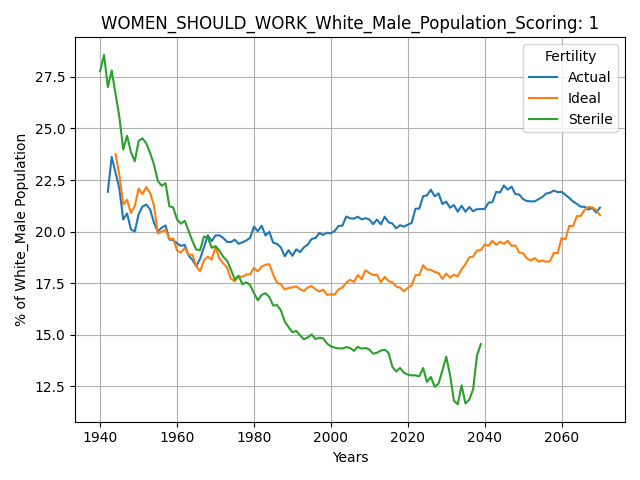 WOMEN_SHOULD_WORK_White_Male_Population_Scoring: 1
Fertility
Actual
Ideal
Sterile
% of White_Male Population
27.5
25.0
22.5
20.0
17.5
15.0
12.5
1940 1960 1980 2000 2020 2040 2060
Years